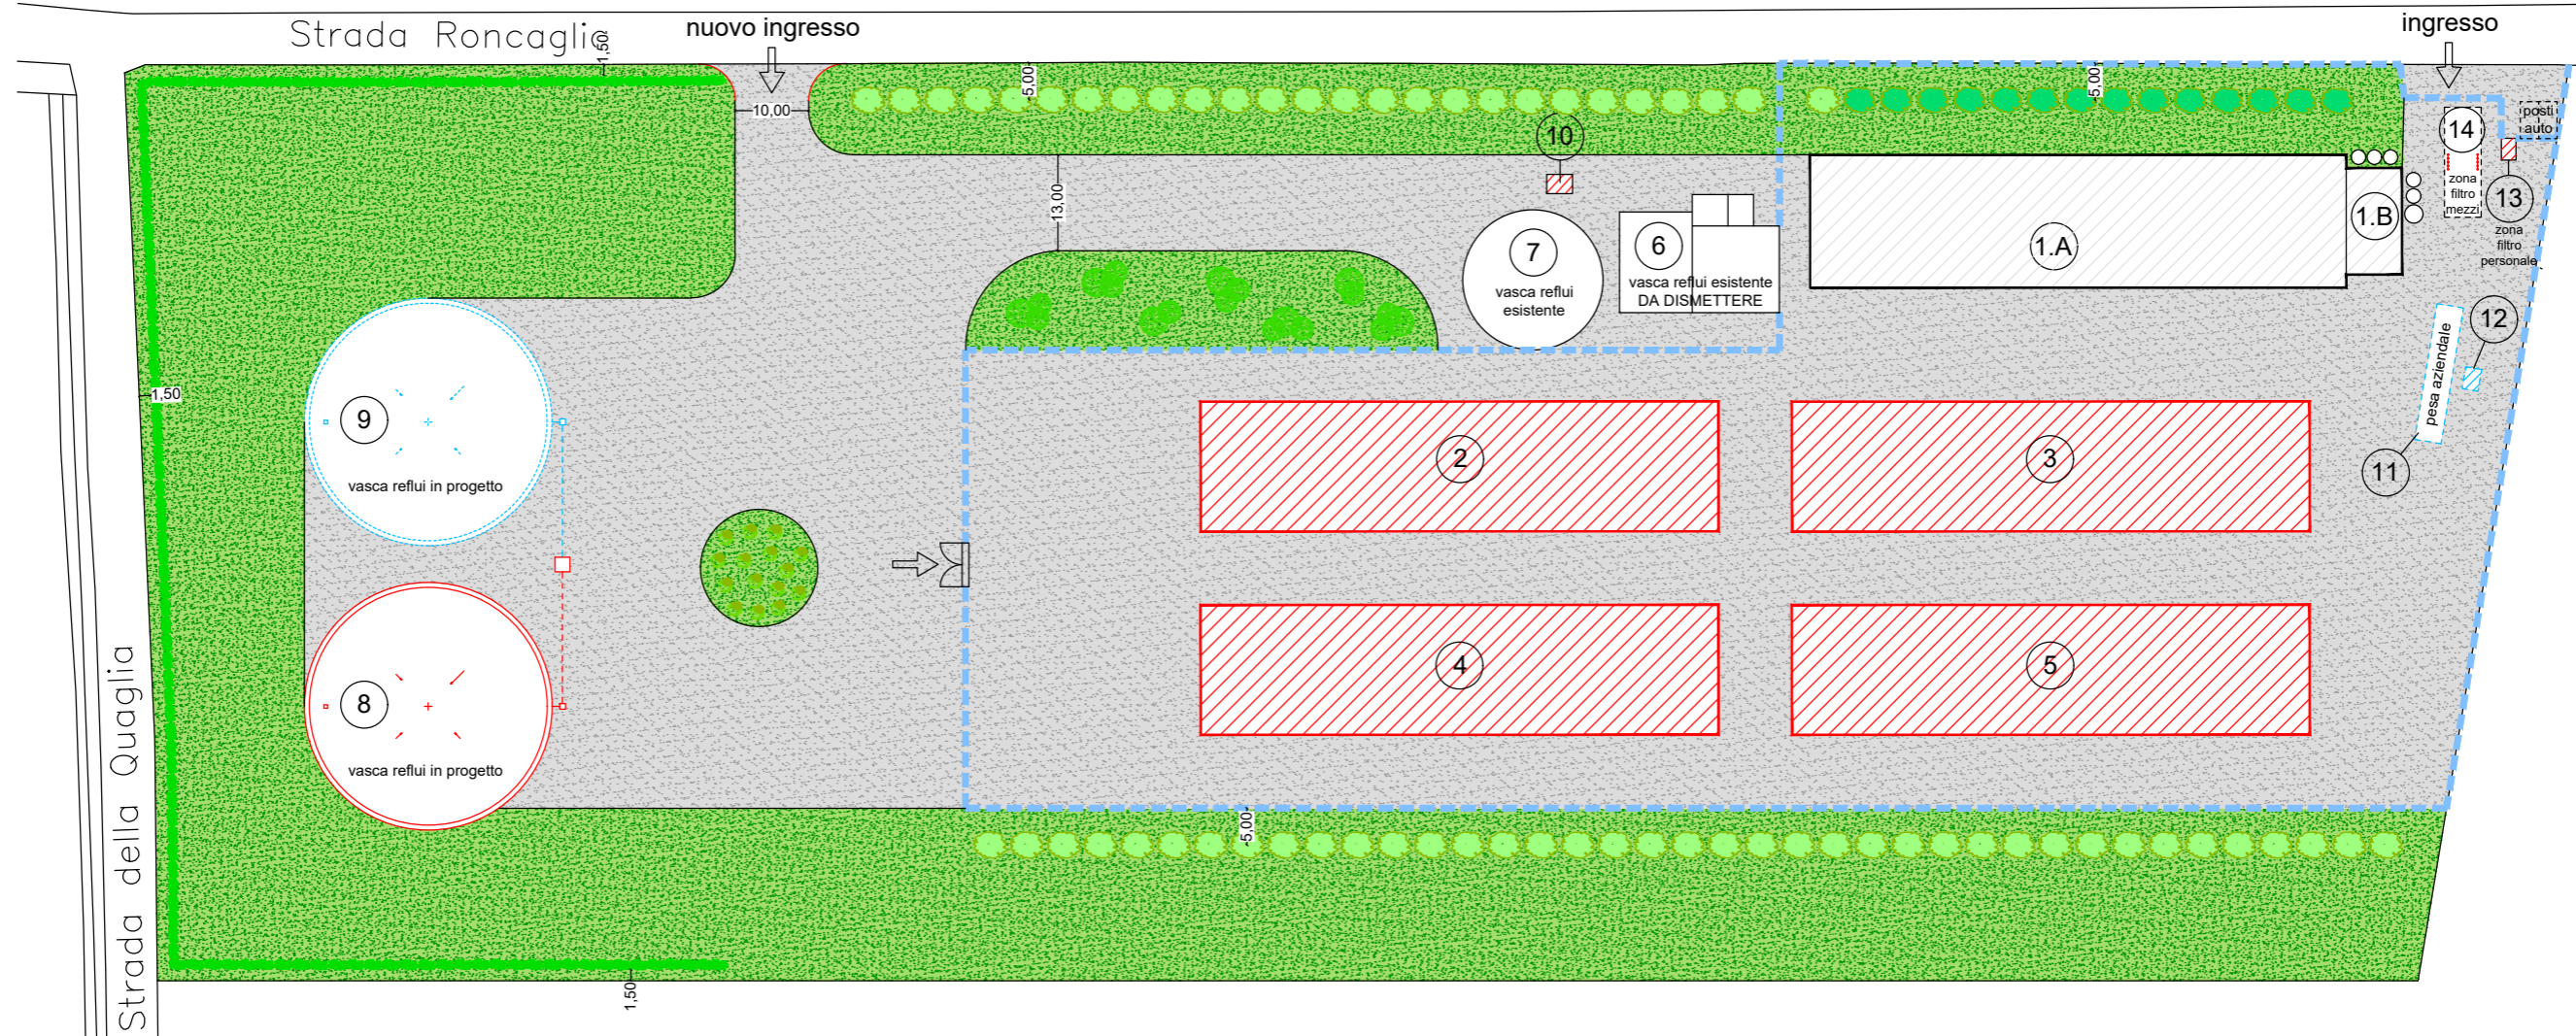 Strada Roncaglia
1,50
nuovo ingresso
ingresso
10,00
5,00
5,00
10
14
posti
auto
zona
filtro
mezzi
13
zona
filtro
personale
13,00
7
vasca reflui
esistente
6
vasca reflui esistente
DA DISMETTERE
1.A
1.B
12
pesa aziendale
11
1,50
9
vasca reflui in progetto
2
3
8
vasca reflui in progetto
4
5
5,00
Strada della Quaglia
1,50